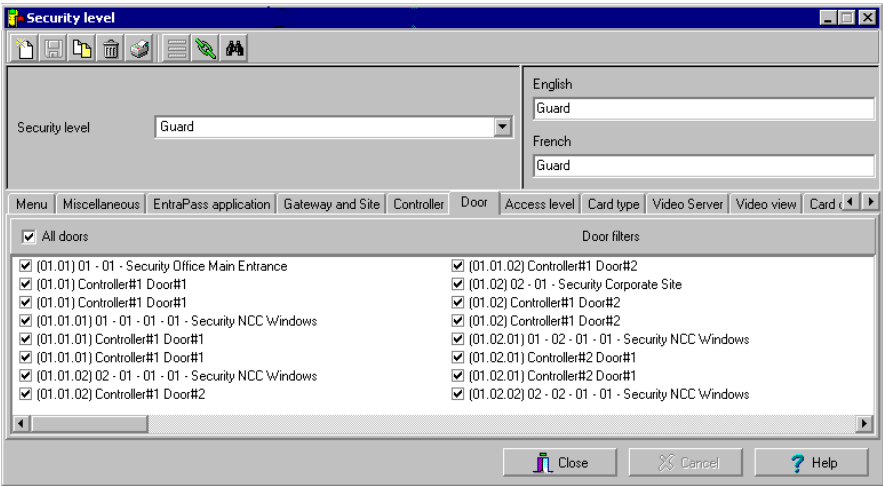 Security level
English
Guard
Security level
Guard
French
Guard
Menu Miscellaneous EntraPass application Gateway and Site Controller Door Access level Card type Video Server Video view Card
All doors
Door filters
(01.01) 01 - 01 - Security Office Main Entrance
(01.01) Controller#1 Door#1
(01.01) Controller#1 Door#1
(01.01.01) 01 - 01 - 01 - 01 - Security NCC Windows
(01.01.01) Controller#1 Door#1
(01.01.01) Controller#1 Door#1
(01.01.02) 02 - 01 - 01 - 01 - Security NCC Windows
(01.01.02) Controller#1 Door#2
(01.01.02) Controller#1 Door#2
(01.02) 02 - 01 - Security Corporate Site
(01.02) Controller#1 Door#2
(01.02) Controller#1 Door#2
(01.02.01) 01 - 02 - 01 - 01 - Security NCC Windows
(01.02.01) Controller#2 Door#1
(01.02.01) Controller#2 Door#1
(01.02.02) 02 - 02 - 01 - 01 - Security NCC Windows
Close
Cancel
Help